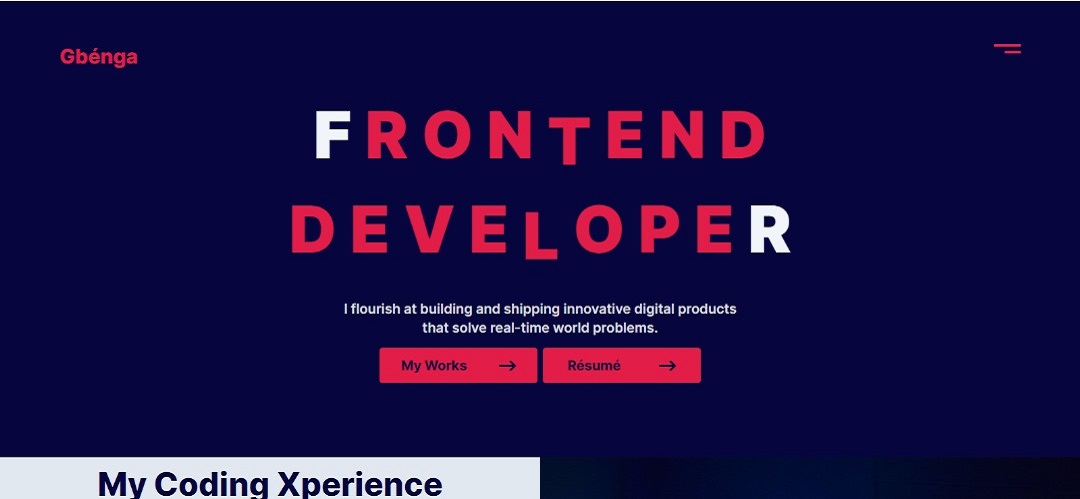 Gbénga
FRONTEND
DEVELOPER
I flourish at building and shipping innovative digital products
that solve real-time world problems.
My Works
Résumé
My Coding Xperience